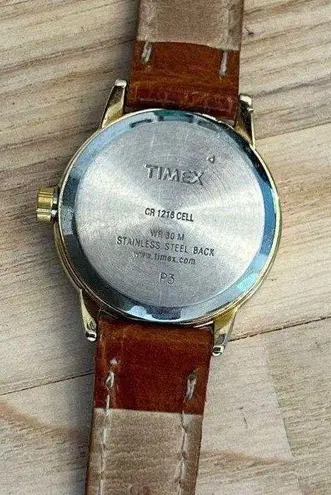 TIMEX
CR 1216 CELL
WR 30 M
STAINLESS STEEL BACK
www.timex.com
P3